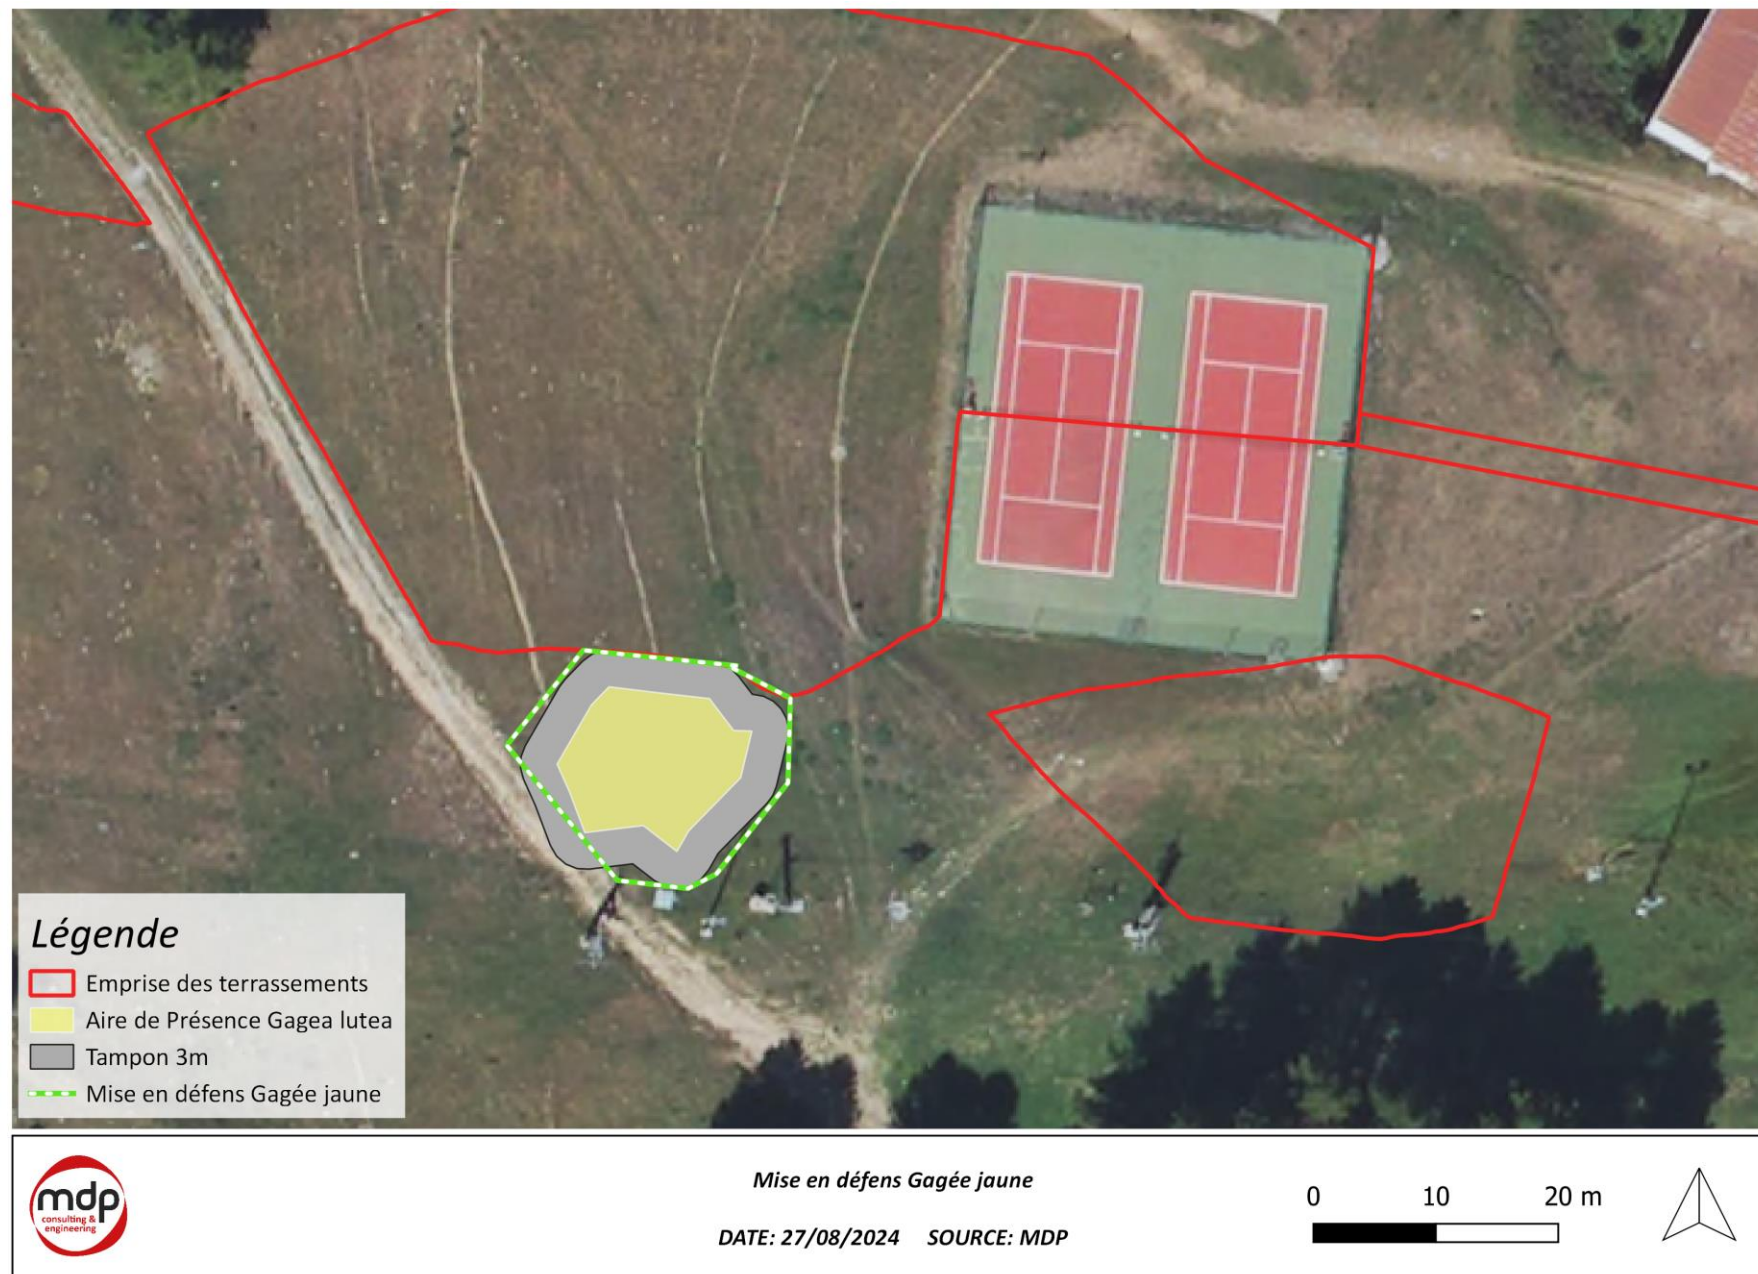 Légende
Emprise des terrassements
Aire de Présence Gagea lutea
Tampon 3m
Mise en défens Gagée jaune
mdp
consulting &
engineering
Mise en défens Gagée jaune
DATE: 27/08/2024 SOURCE: MDP
0 10 20 m